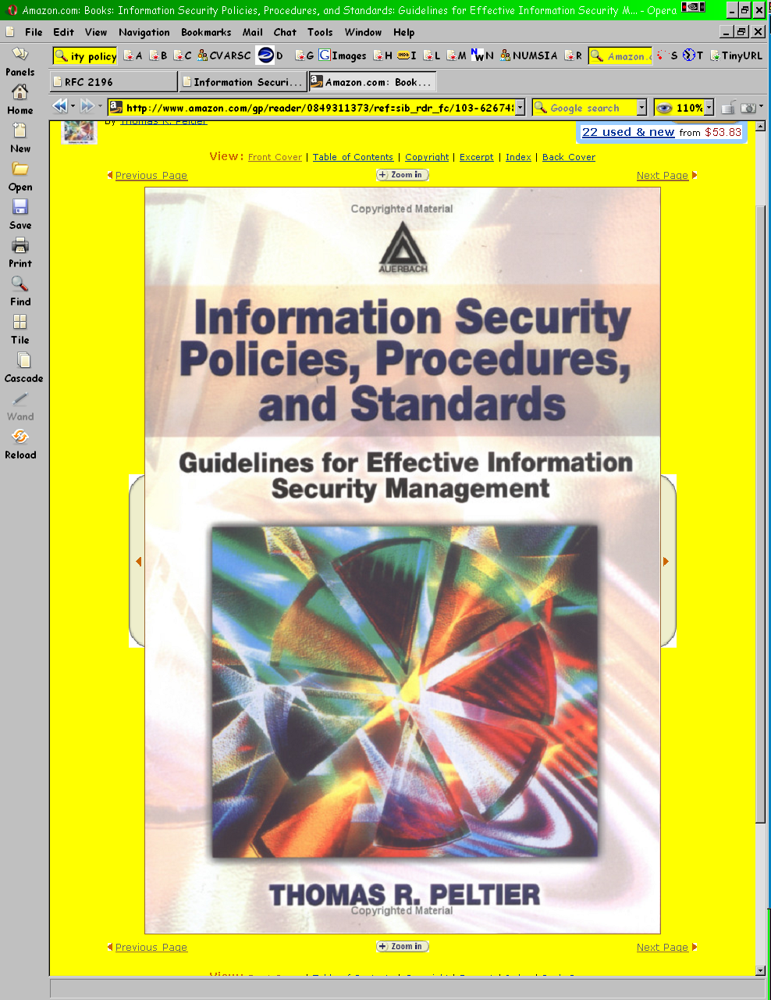 Amazon.com: Books: Information Security Policies, Procedures, and Standards: Guidelines for Effective Information Security M... - Opera
File Edit View Navigation Bookmarks Mail Chat Tools Window Help
ity policy A B C CVARSC D G Images H I L M N NUMSIA R Amazon.c S T TinyURL
Panels
Home
New
Open
Save
Print
Find
Tile
Cascade
Wand
Reload
RFC 2196 Information Securi... Amazon.com: Book...
http://www.amazon.com/gp/reader/0849311373/ref=sib_rdr_fc/103-62674 Google search 110%
by Thomas R. Peltier
22 used & new from $53.83
View: Front Cover | Table of Contents | Copyright | Excerpt | Index | Back Cover
Previous Page Zoom in Next Page
Copyrighted Material
AUERBACH
Information Security
Policies, Procedures,
and Standards
Guidelines for Effective Information
Security Management
THOMAS R. PELTIER
Copyrighted Material
Previous Page Zoom in Next Page